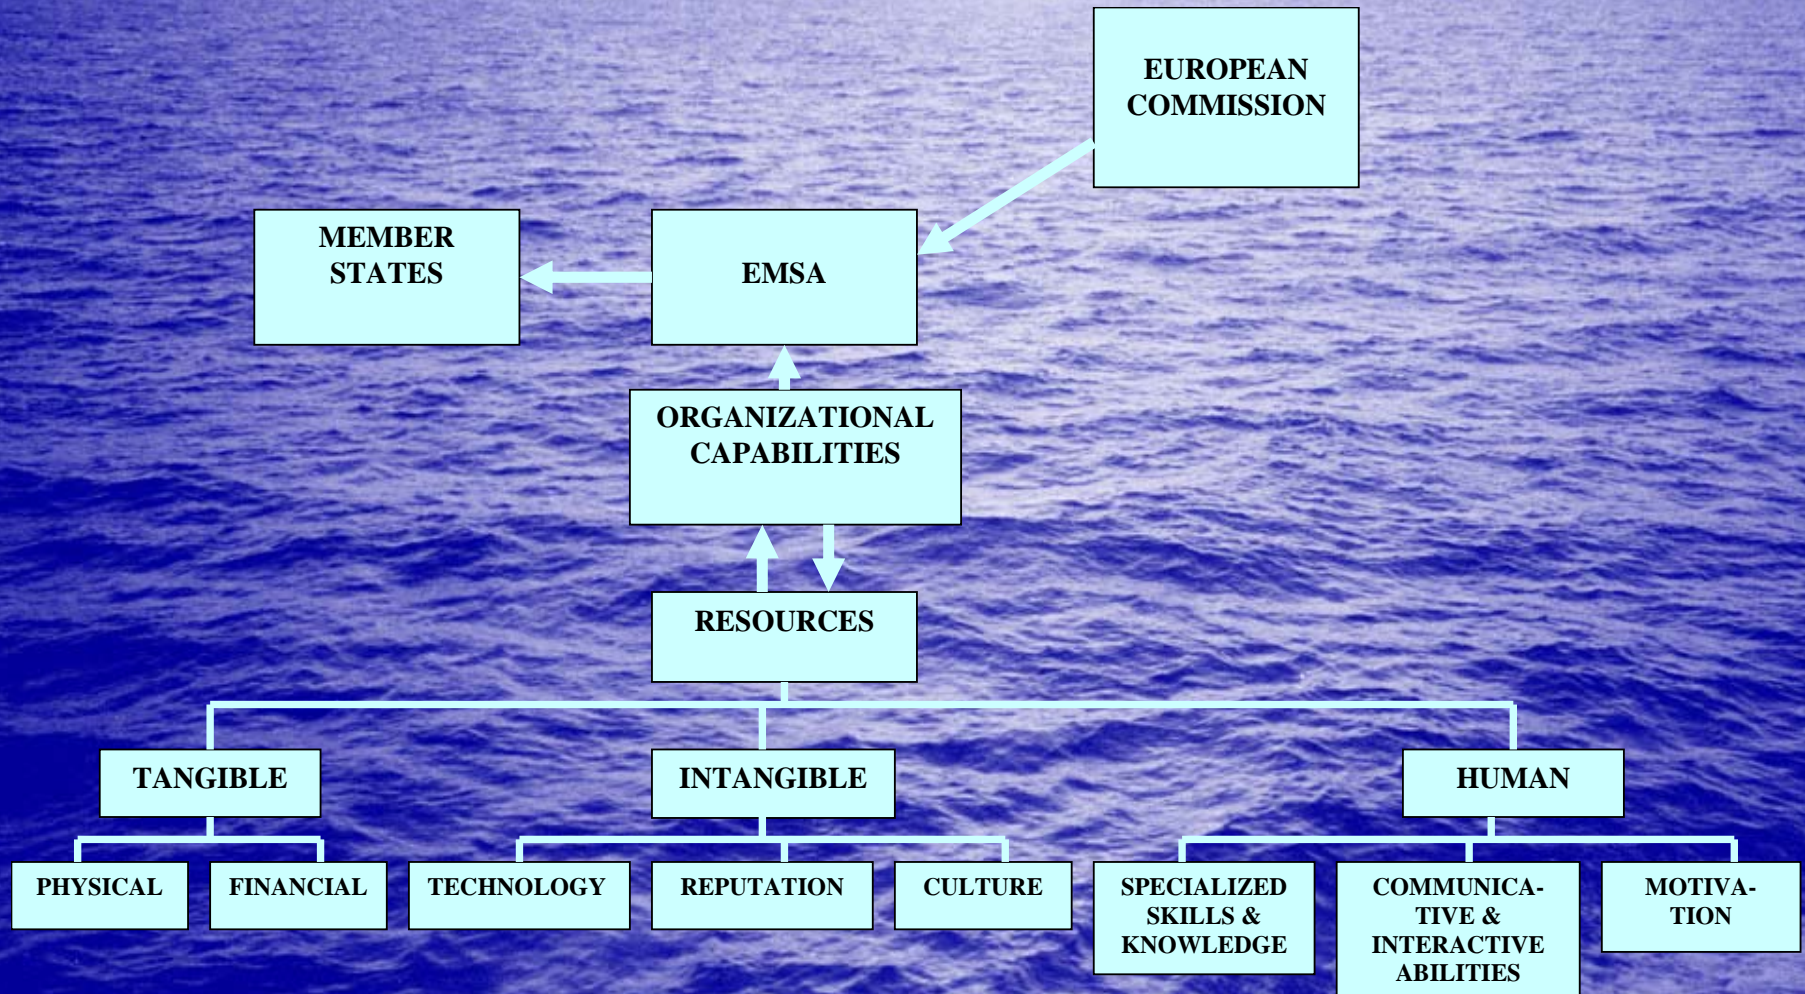 EUROPEAN
COMMISSION
MEMBER
STATES
EMSA
ORGANIZATIONAL
CAPABILITIES
RESOURCES
TANGIBLE
INTANGIBLE
HUMAN
PHYSICAL
FINANCIAL
TECHNOLOGY
REPUTATION
CULTURE
SPECIALIZED
SKILLS &
KNOWLEDGE
COMMUNICA-
TIVE &
INTERACTIVE
ABILITIES
MOTIVA-
TION